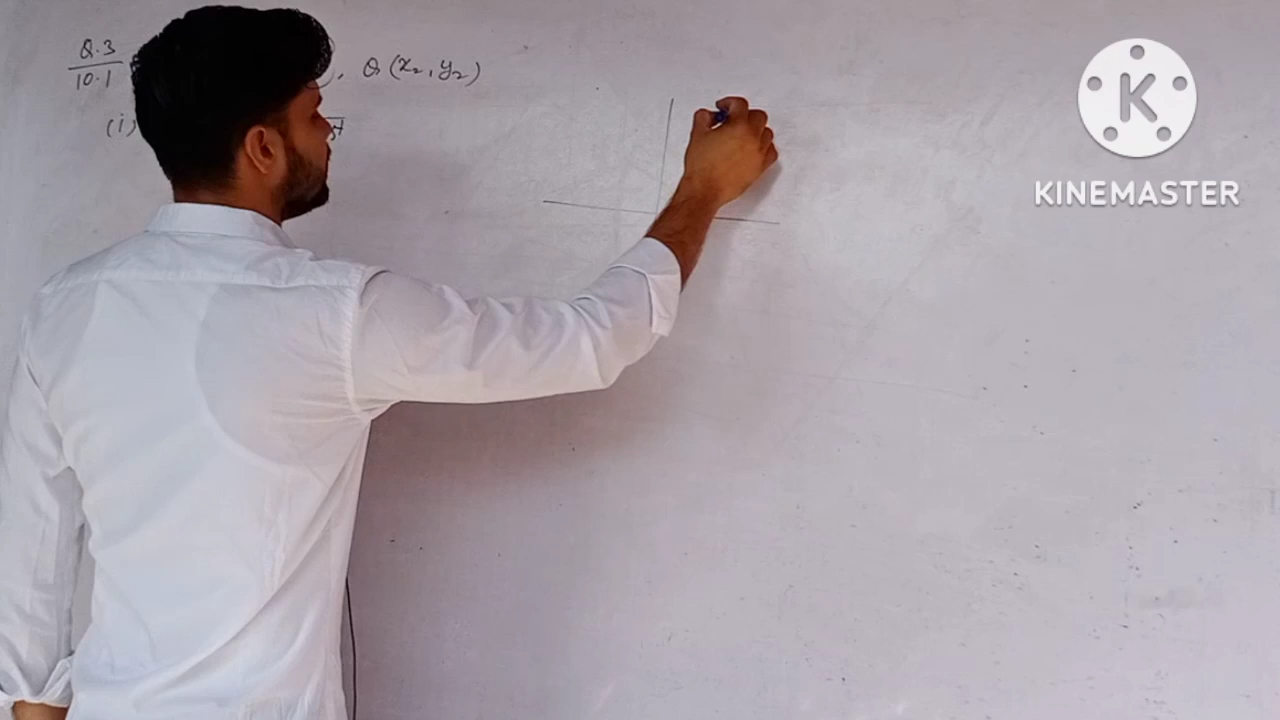 Q.3
10.1
, Q (x₂, y₂)
(i)
K
KINEMASTER